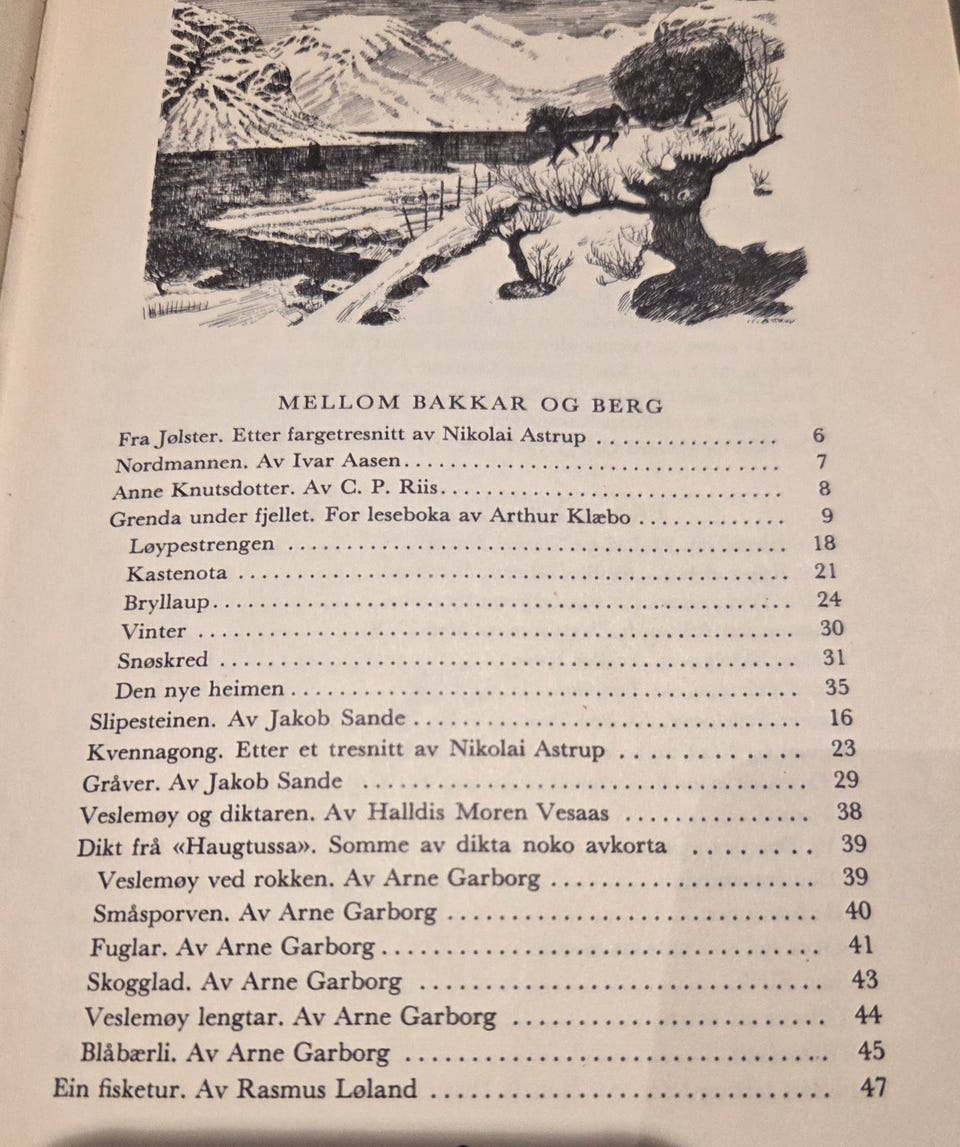 MELLOM BAKKAR OG BERG
Fra Jølster. Etter fargetresnitt av Nikolai Astrup ................ 6
Nordmannen. Av Ivar Aasen................................ 7
Anne Knutsdotter. Av C. P. Riis............................. 8
Grenda under fjellet. For leseboka av Arthur Klæbo ............. 9
Løypestrengen ........................................ 18
Kastenota ............................................. 21
Bryllaup............................................... 24
Vinter ................................................ 30
Snøskred .............................................. 31
Den nye heimen........................................ 35
Slipesteinen. Av Jakob Sande ................................ 16
Kvennagong. Etter et tresnitt av Nikolai Astrup ............ 23
Gråver. Av Jakob Sande .................................... 29
Veslemøy og diktaren. Av Halldis Moren Vesaas ............... 38
Dikt frå «Haugtussa». Somme av dikta noko avkorta ........ 39
Veslemøy ved rokken. Av Arne Garborg ...................... 39
Småsporven. Av Arne Garborg ............................... 40
Fuglar. Av Arne Garborg.................................... 41
Skogglad. Av Arne Garborg ................................. 43
Veslemøy lengtar. Av Arne Garborg ......................... 44
Blåbærli. Av Arne Garborg .................................. 45
Ein fisketur. Av Rasmus Løland ................................ 47